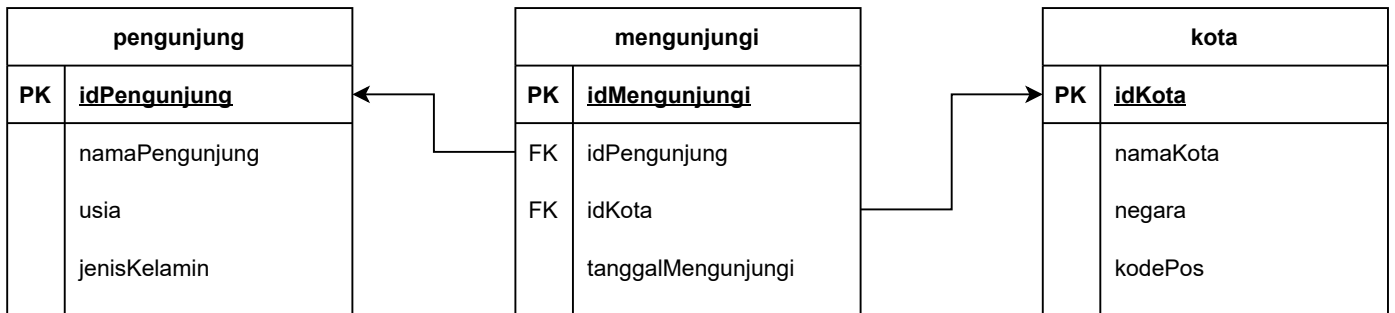 pengunjung
PK idPengunjung
namaPengunjung
usia
jenisKelamin
mengunjungi
PK idMengunjungi
FK idPengunjung
FK idKota
tanggalMengunjungi
kota
PK idKota
namaKota
negara
kodePos